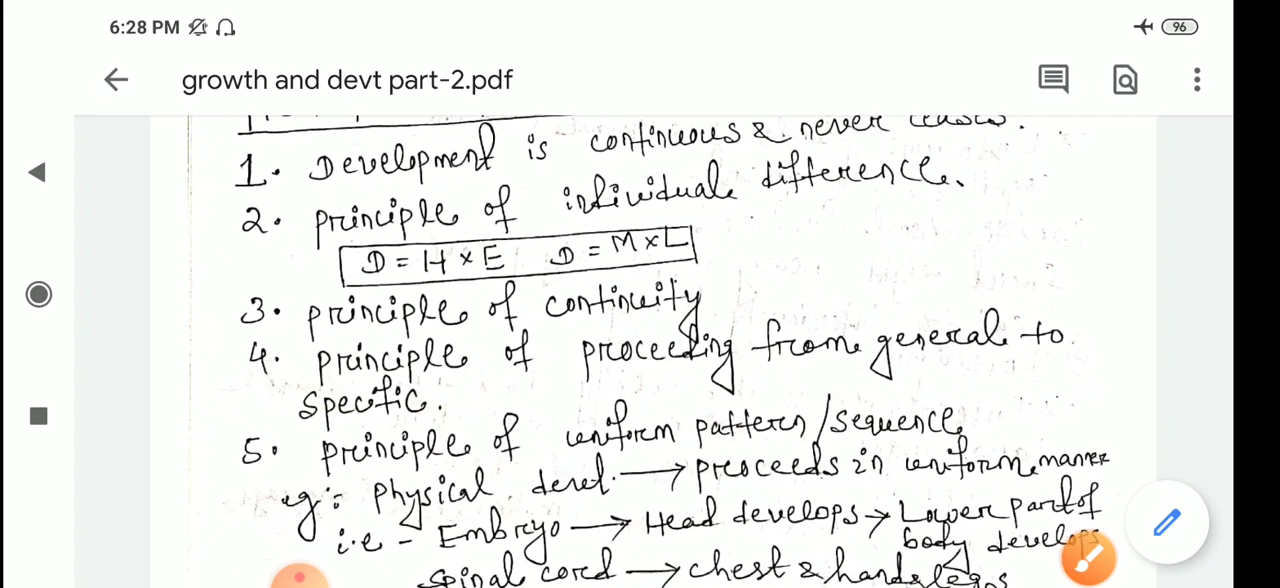 6:28 PM
96
growth and devt part-2.pdf
1. Development is continuous & never
2. principle of individual difference.
D = H × E D = M × L
3. principle of continuity
4. principle of proceeding from general to
specific.
5. principle of uniform pattern/sequence
eg: physical devel. → proceeds in uniform manner
i.e - Embryo → Head develops → Lower part of
body develops
spinal cord → chest & hands legs